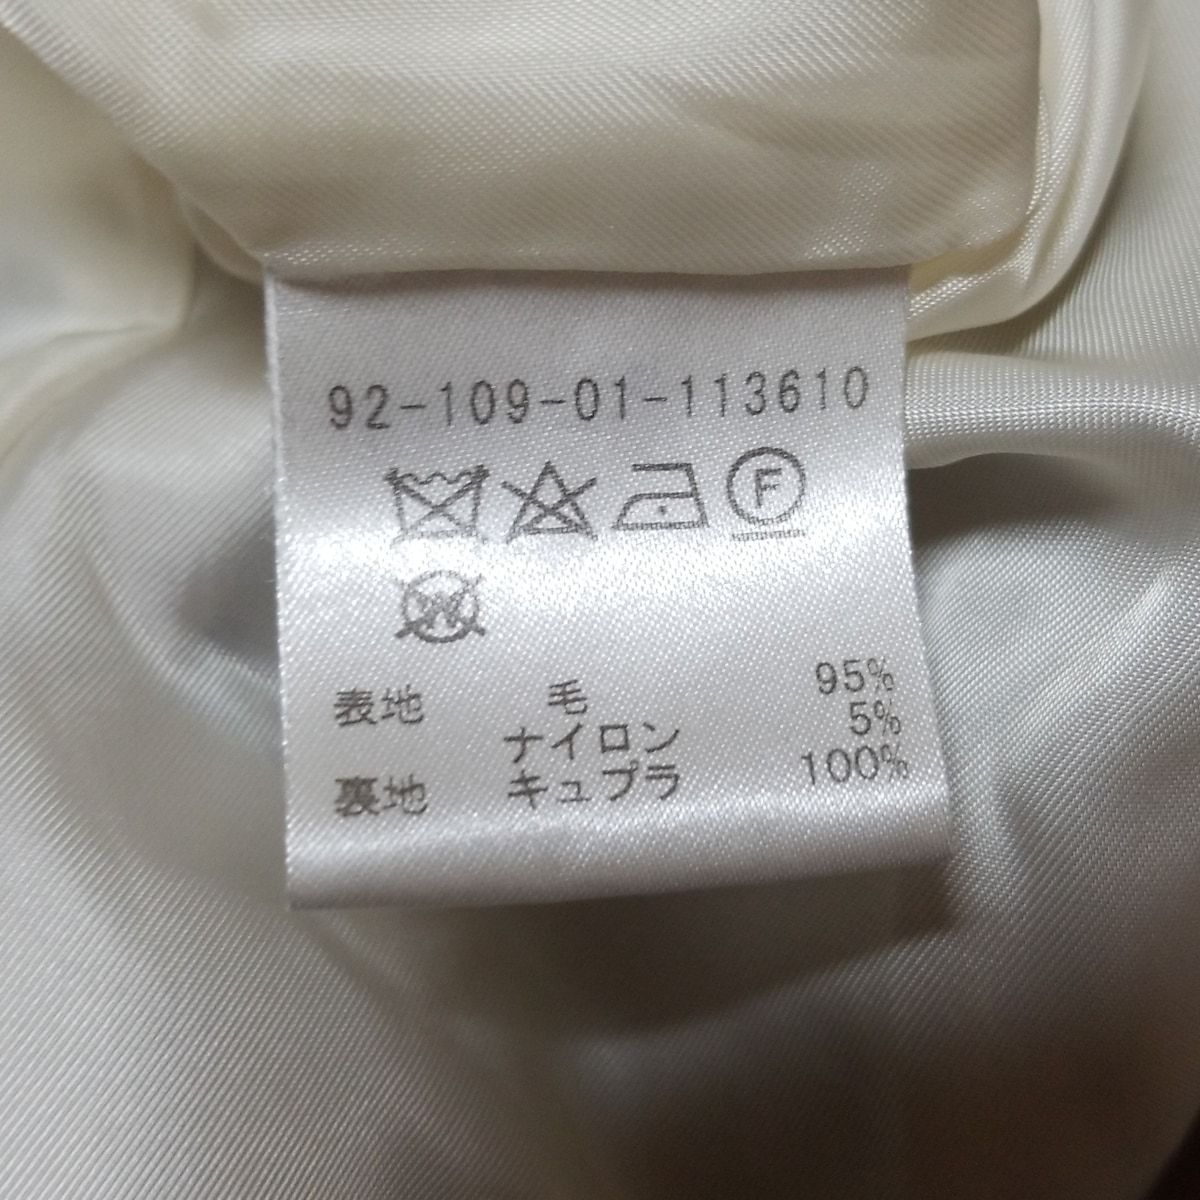 92-109-01-113610
F
W
表地 毛 95%
ナイロン 5%
裏地 キュプラ 100%